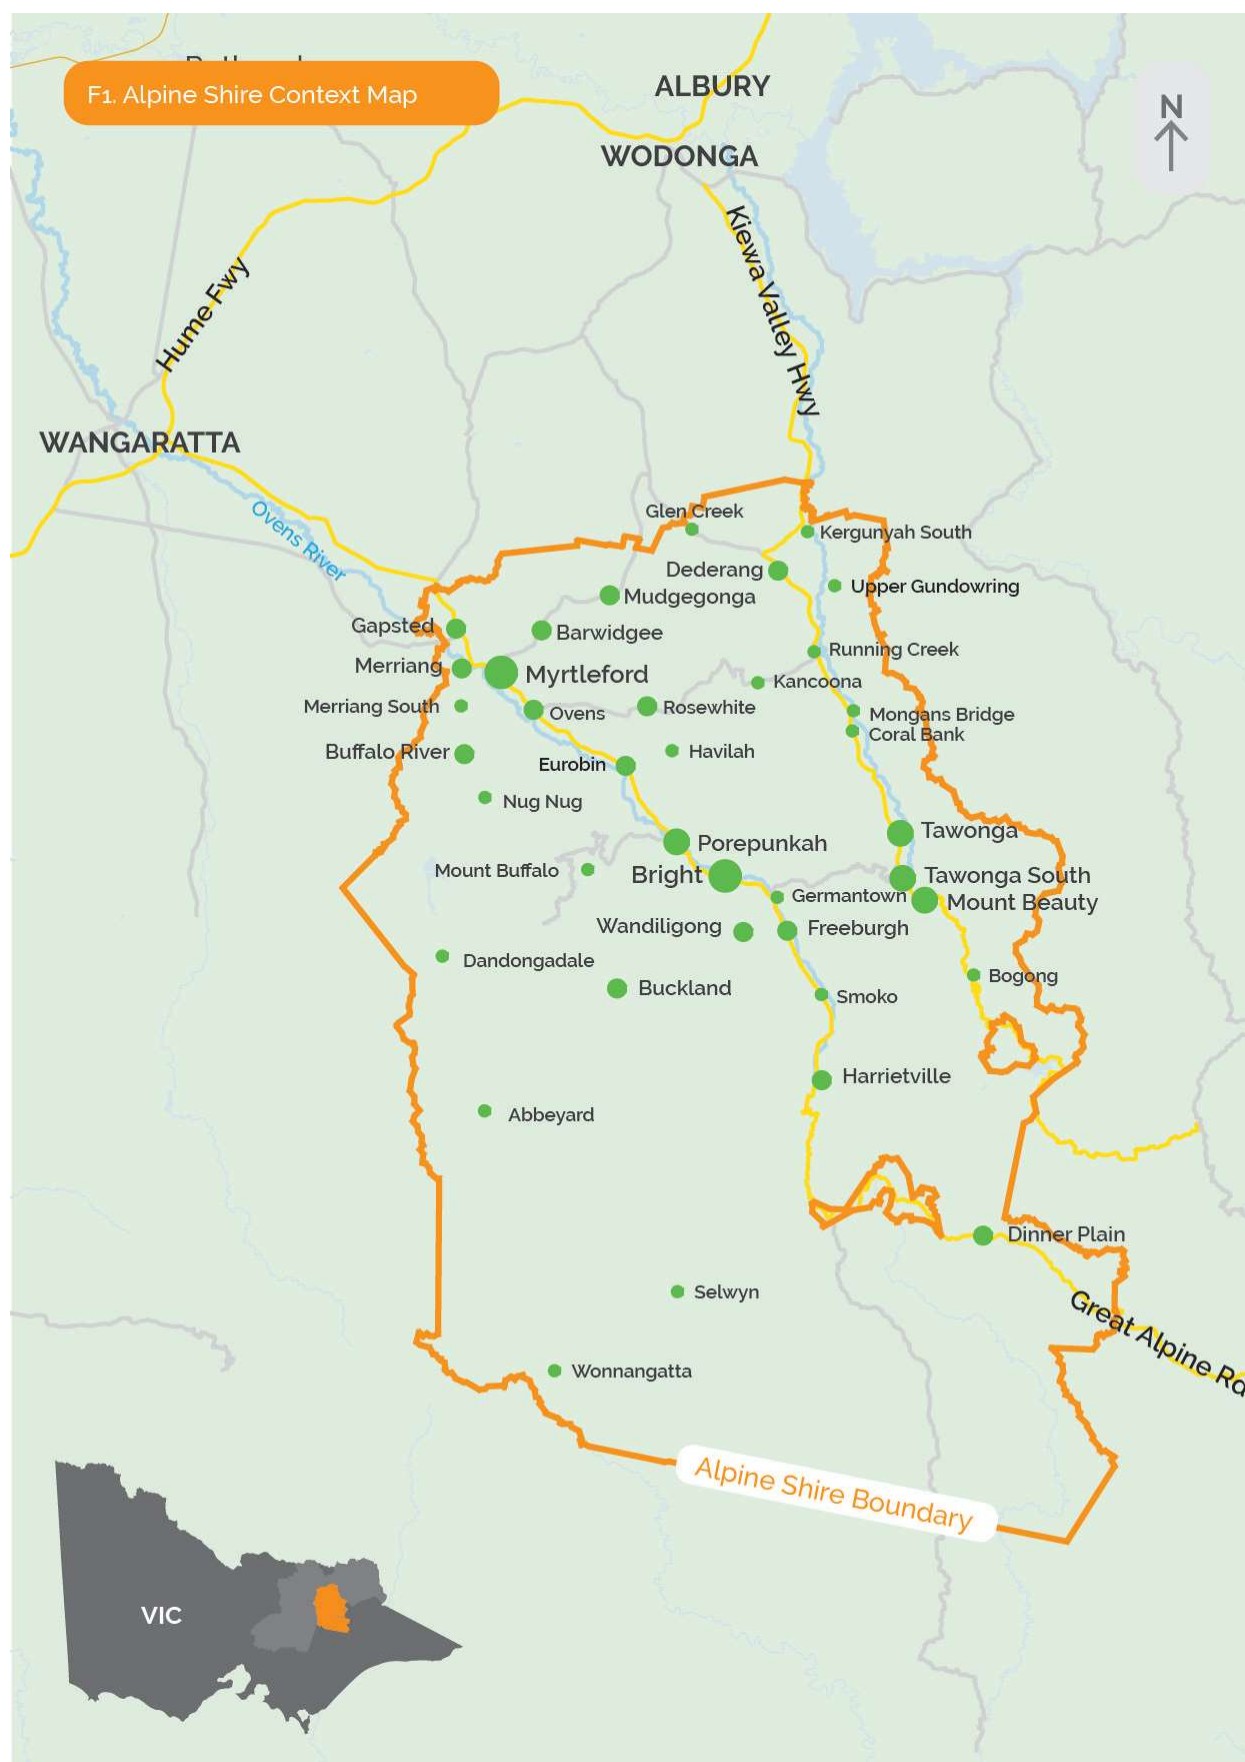 F1. Alpine Shire Context Map
N
ALBURY
WODONGA
Kiewa Valley Hwy
Hume Fwy
WANGARATTA
Ovens River
Glen Creek
Kergunyah South
Dederang
Upper Gundowring
Mudgegonga
Gapsted
Barwidgee
Running Creek
Merriang
Myrtleford
Kancoona
Merriang South
Ovens
Rosewhite
Mongans Bridge
Coral Bank
Buffalo River
Havilah
Eurobin
Nug Nug
Tawonga
Porepunkah
Mount Buffalo
Bright
Tawonga South
Germantown
Mount Beauty
Wandiligong
Freeburgh
Dandongadale
Bogong
Buckland
Smoko
Harrietville
Abbeyard
Dinner Plain
Selwyn
Great Alpine Rd
Wonnangatta
Alpine Shire Boundary
VIC